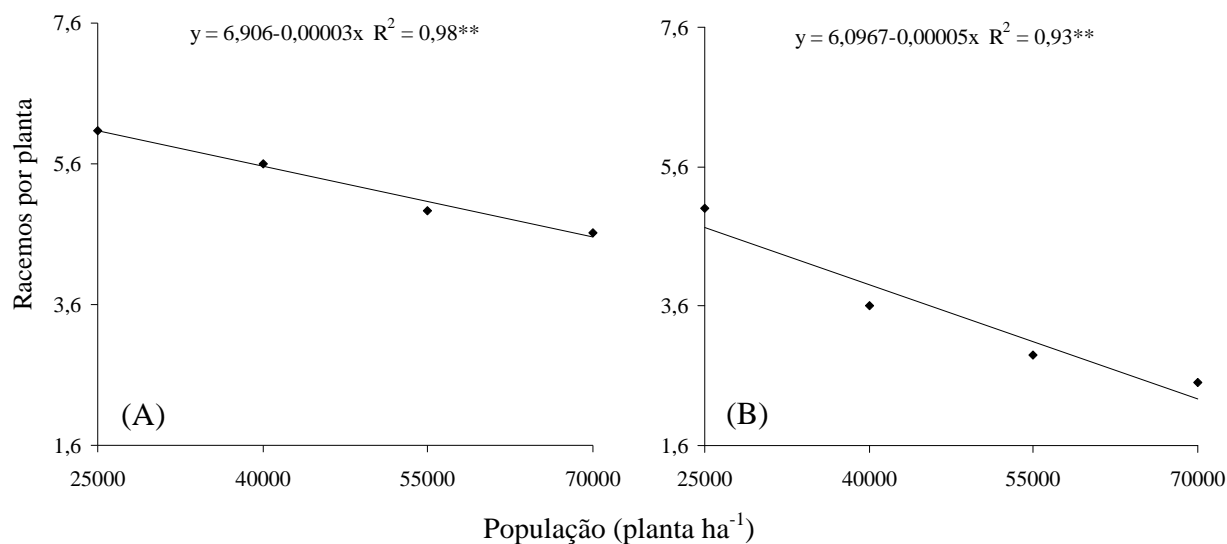 y = 6,906-0,00003x R² = 0,98**
7,6
5,6
3,6
1,6
Racemos por planta
(A)
25000 40000 55000 70000
y = 6,0967-0,00005x R² = 0,93**
7,6
5,6
3,6
1,6
(B)
25000 40000 55000 70000
População (planta ha⁻¹)